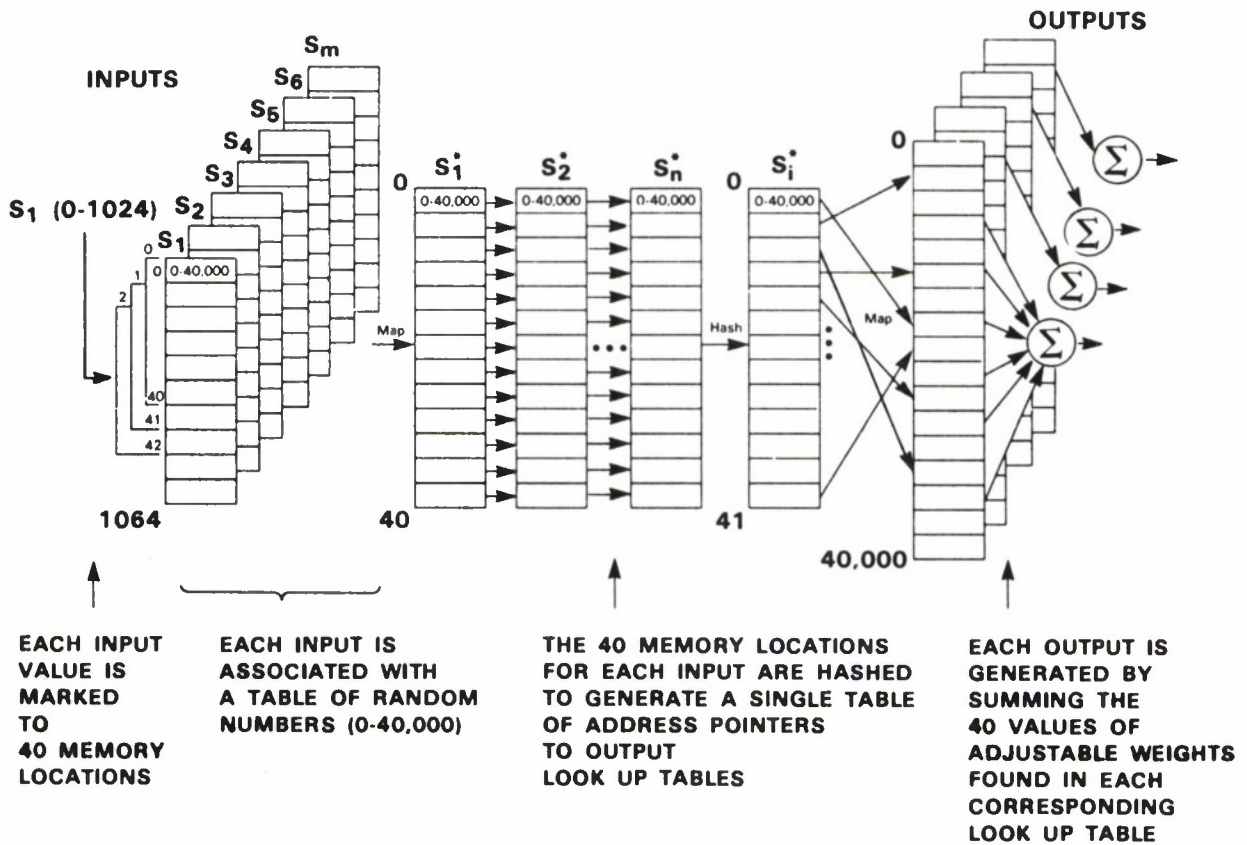 OUTPUTS
INPUTS
Sm
S6
S5
S4
S3
S2
S1
S1 (0-1024)
0
1
2
0
0-40,000
40
41
42
1064
Map
0
S1*
0-40,000
40
S2*
0-40,000
•••
Sn*
0-40,000
Hash
0
Si*
0-40,000
41
Map
0
40,000
Σ
Σ
Σ
Σ
EACH INPUT
VALUE IS
MARKED
TO
40 MEMORY
LOCATIONS
EACH INPUT IS
ASSOCIATED WITH
A TABLE OF RANDOM
NUMBERS (0-40,000)
THE 40 MEMORY LOCATIONS
FOR EACH INPUT ARE HASHED
TO GENERATE A SINGLE TABLE
OF ADDRESS POINTERS
TO OUTPUT
LOOK UP TABLES
EACH OUTPUT IS
GENERATED BY
SUMMING THE
40 VALUES OF
ADJUSTABLE WEIGHTS
FOUND IN EACH
CORRESPONDING
LOOK UP TABLE